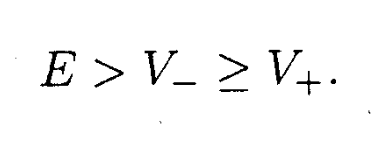 E > V₋ ≥ V₊.